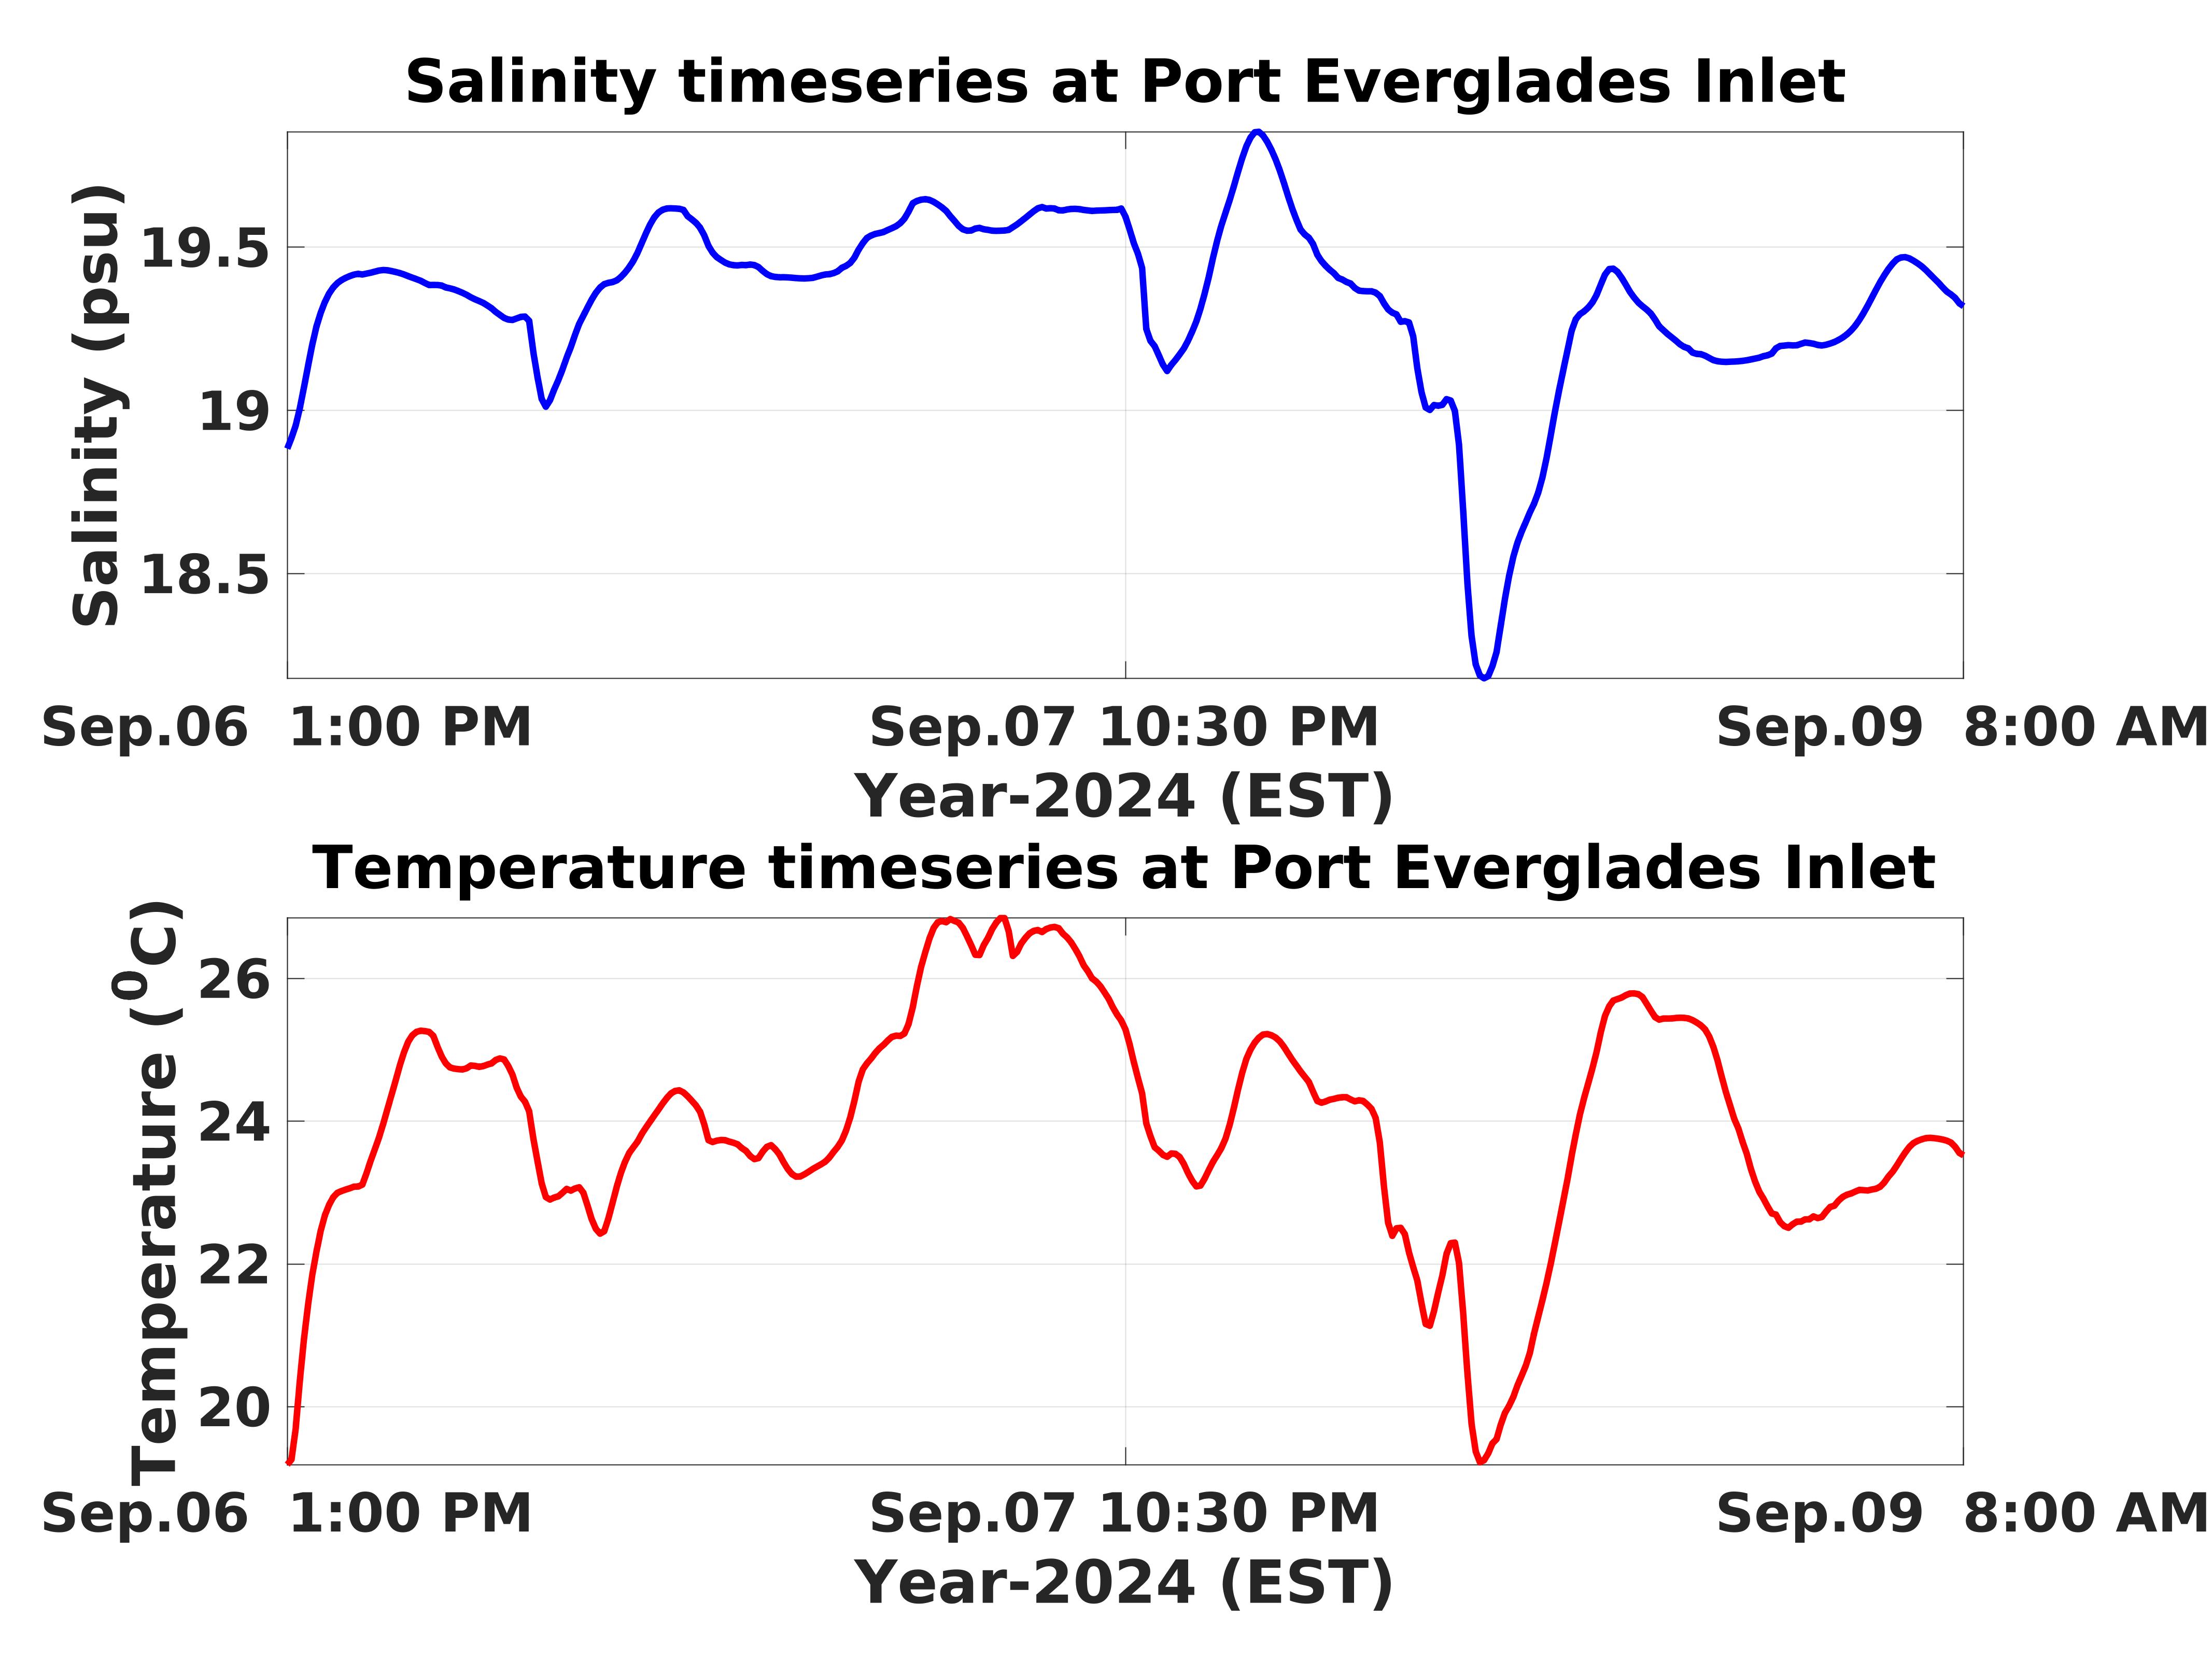 Salinity timeseries at Port Everglades Inlet
Salinity (psu)
19.5
19
18.5
Sep.06  1:00 PM
Sep.07 10:30 PM
Sep.09  8:00 AM
Year-2024 (EST)
Temperature timeseries at Port Everglades Inlet
Temperature (⁰C)
26
24
22
20
Sep.06  1:00 PM
Sep.07 10:30 PM
Sep.09  8:00 AM
Year-2024 (EST)